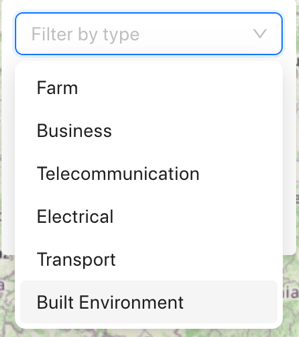 Filter by type
Farm
Business
Telecommunication
Electrical
Transport
Built Environment